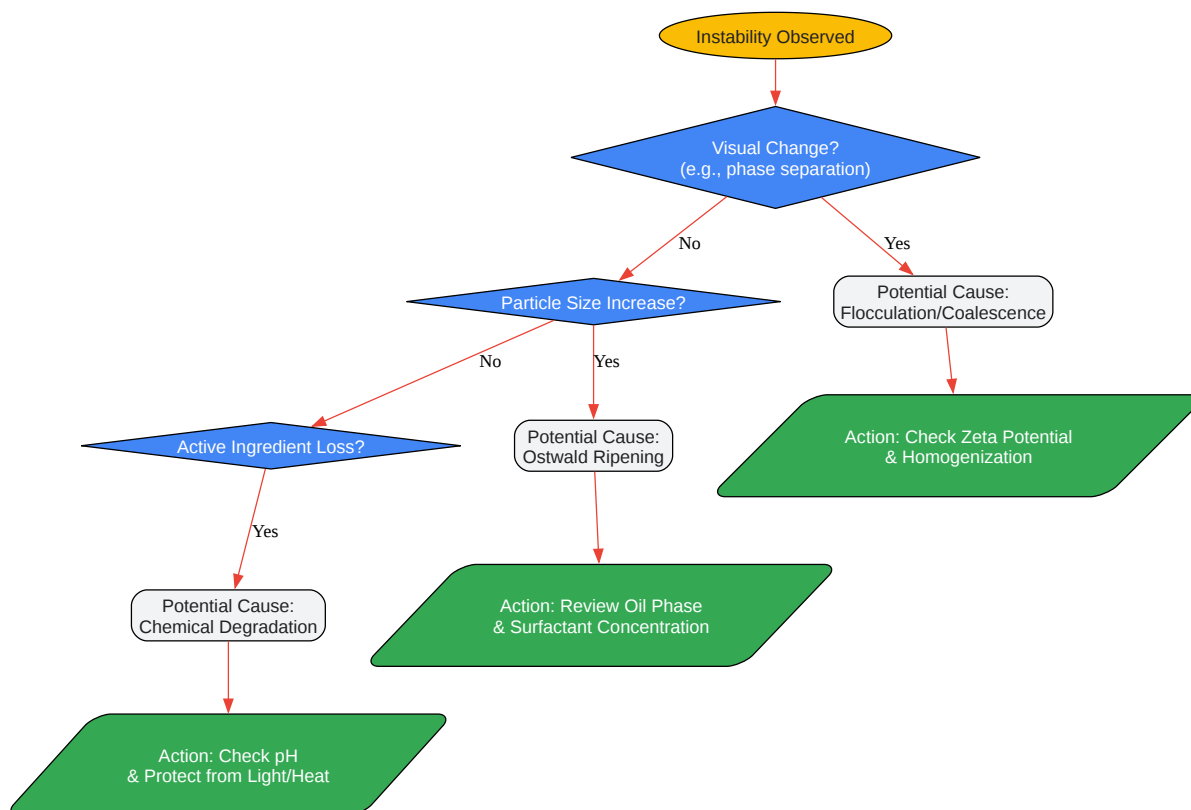 Instability Observed
Visual Change?
(e.g., phase separation)
No
Yes
Particle Size Increase?
Potential Cause:
Flocculation/Coalescence
No
Yes
Active Ingredient Loss?
Potential Cause:
Ostwald Ripening
Action: Check Zeta Potential
& Homogenization
Yes
Potential Cause:
Chemical Degradation
Action: Review Oil Phase
& Surfactant Concentration
Action: Check pH
& Protect from Light/Heat